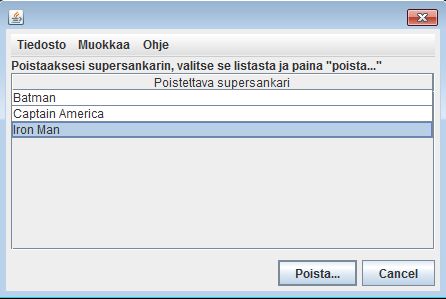 Tiedosto Muokkaa Ohje
Poistaaksesi supersankarin, valitse se listasta ja paina "poista..."
Poistettava supersankari
Batman
Captain America
Iron Man
Poista... Cancel